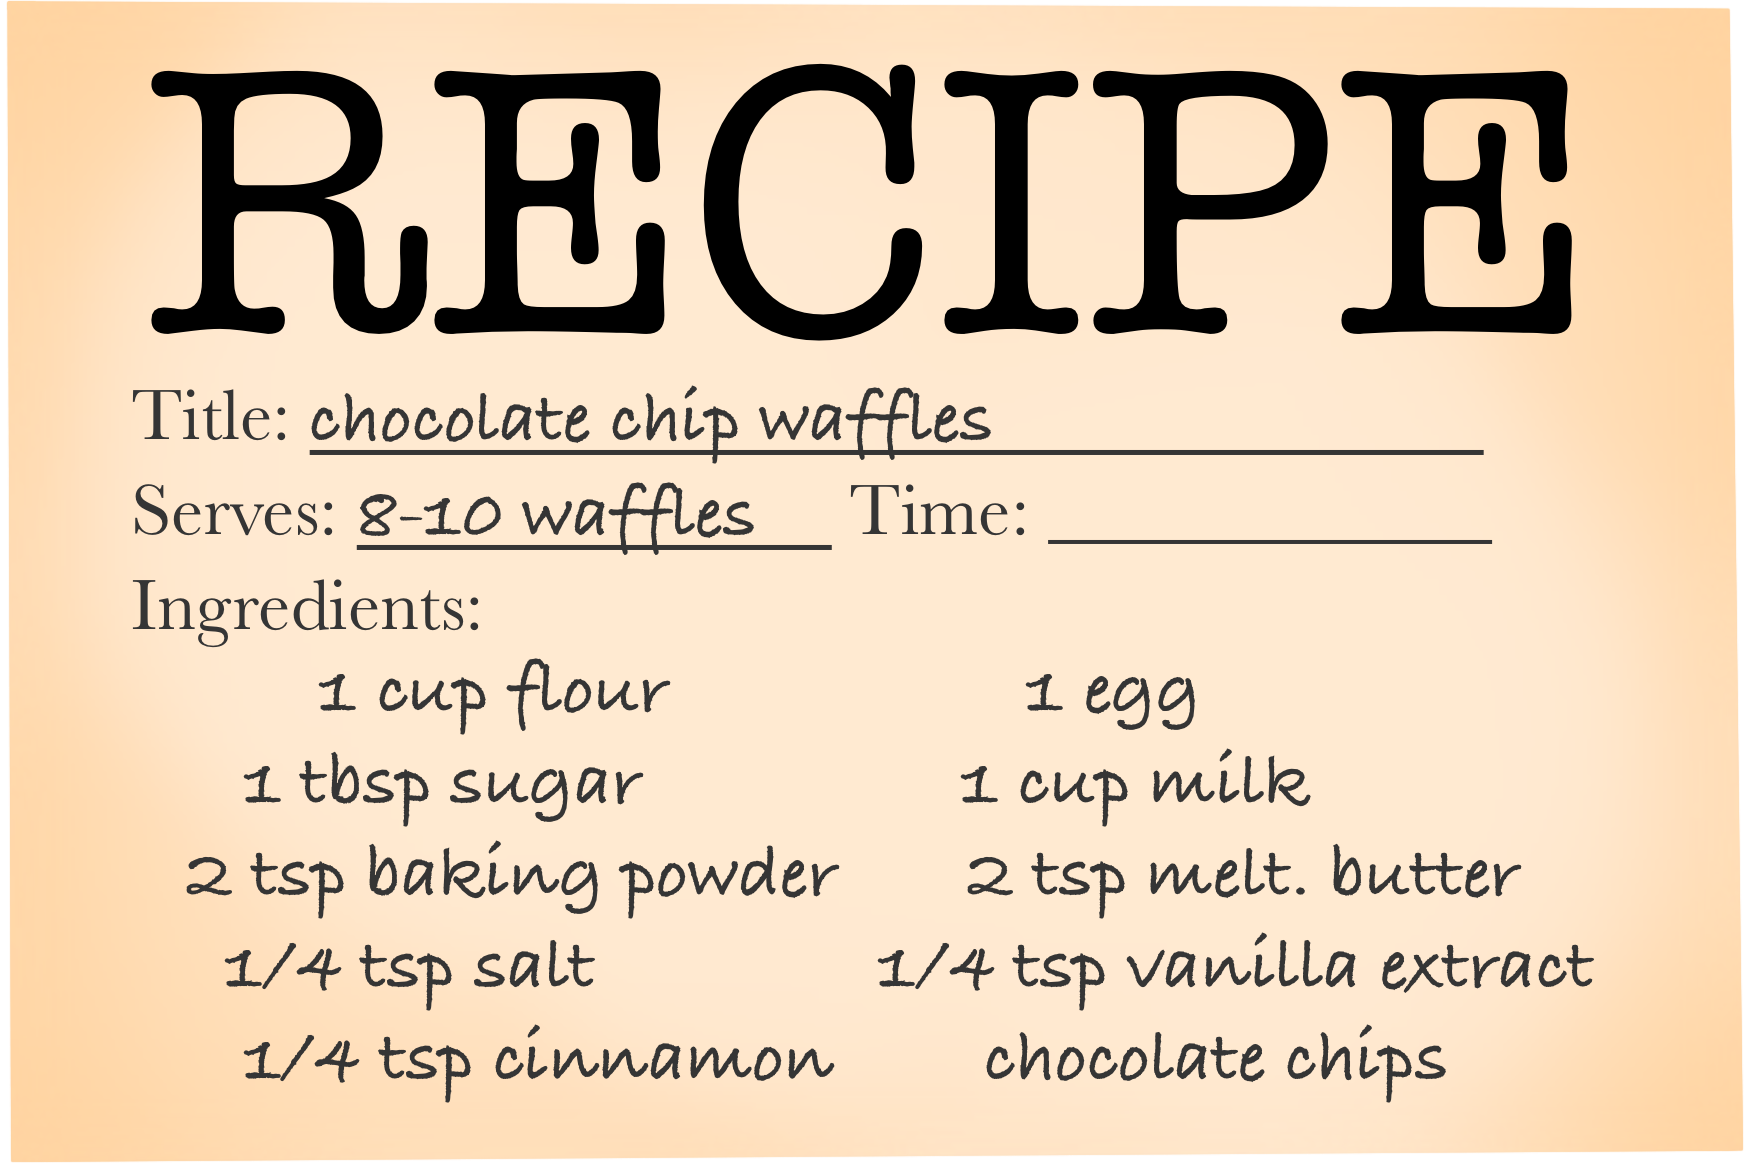 RECIPE
Title: chocolate chip waffles
Serves: 8-10 waffles Time:
Ingredients:
1 cup flour
1 tbsp sugar
2 tsp baking powder
1/4 tsp salt
1/4 tsp cinnamon
1 egg
1 cup milk
2 tsp melt. butter
1/4 tsp vanilla extract
chocolate chips